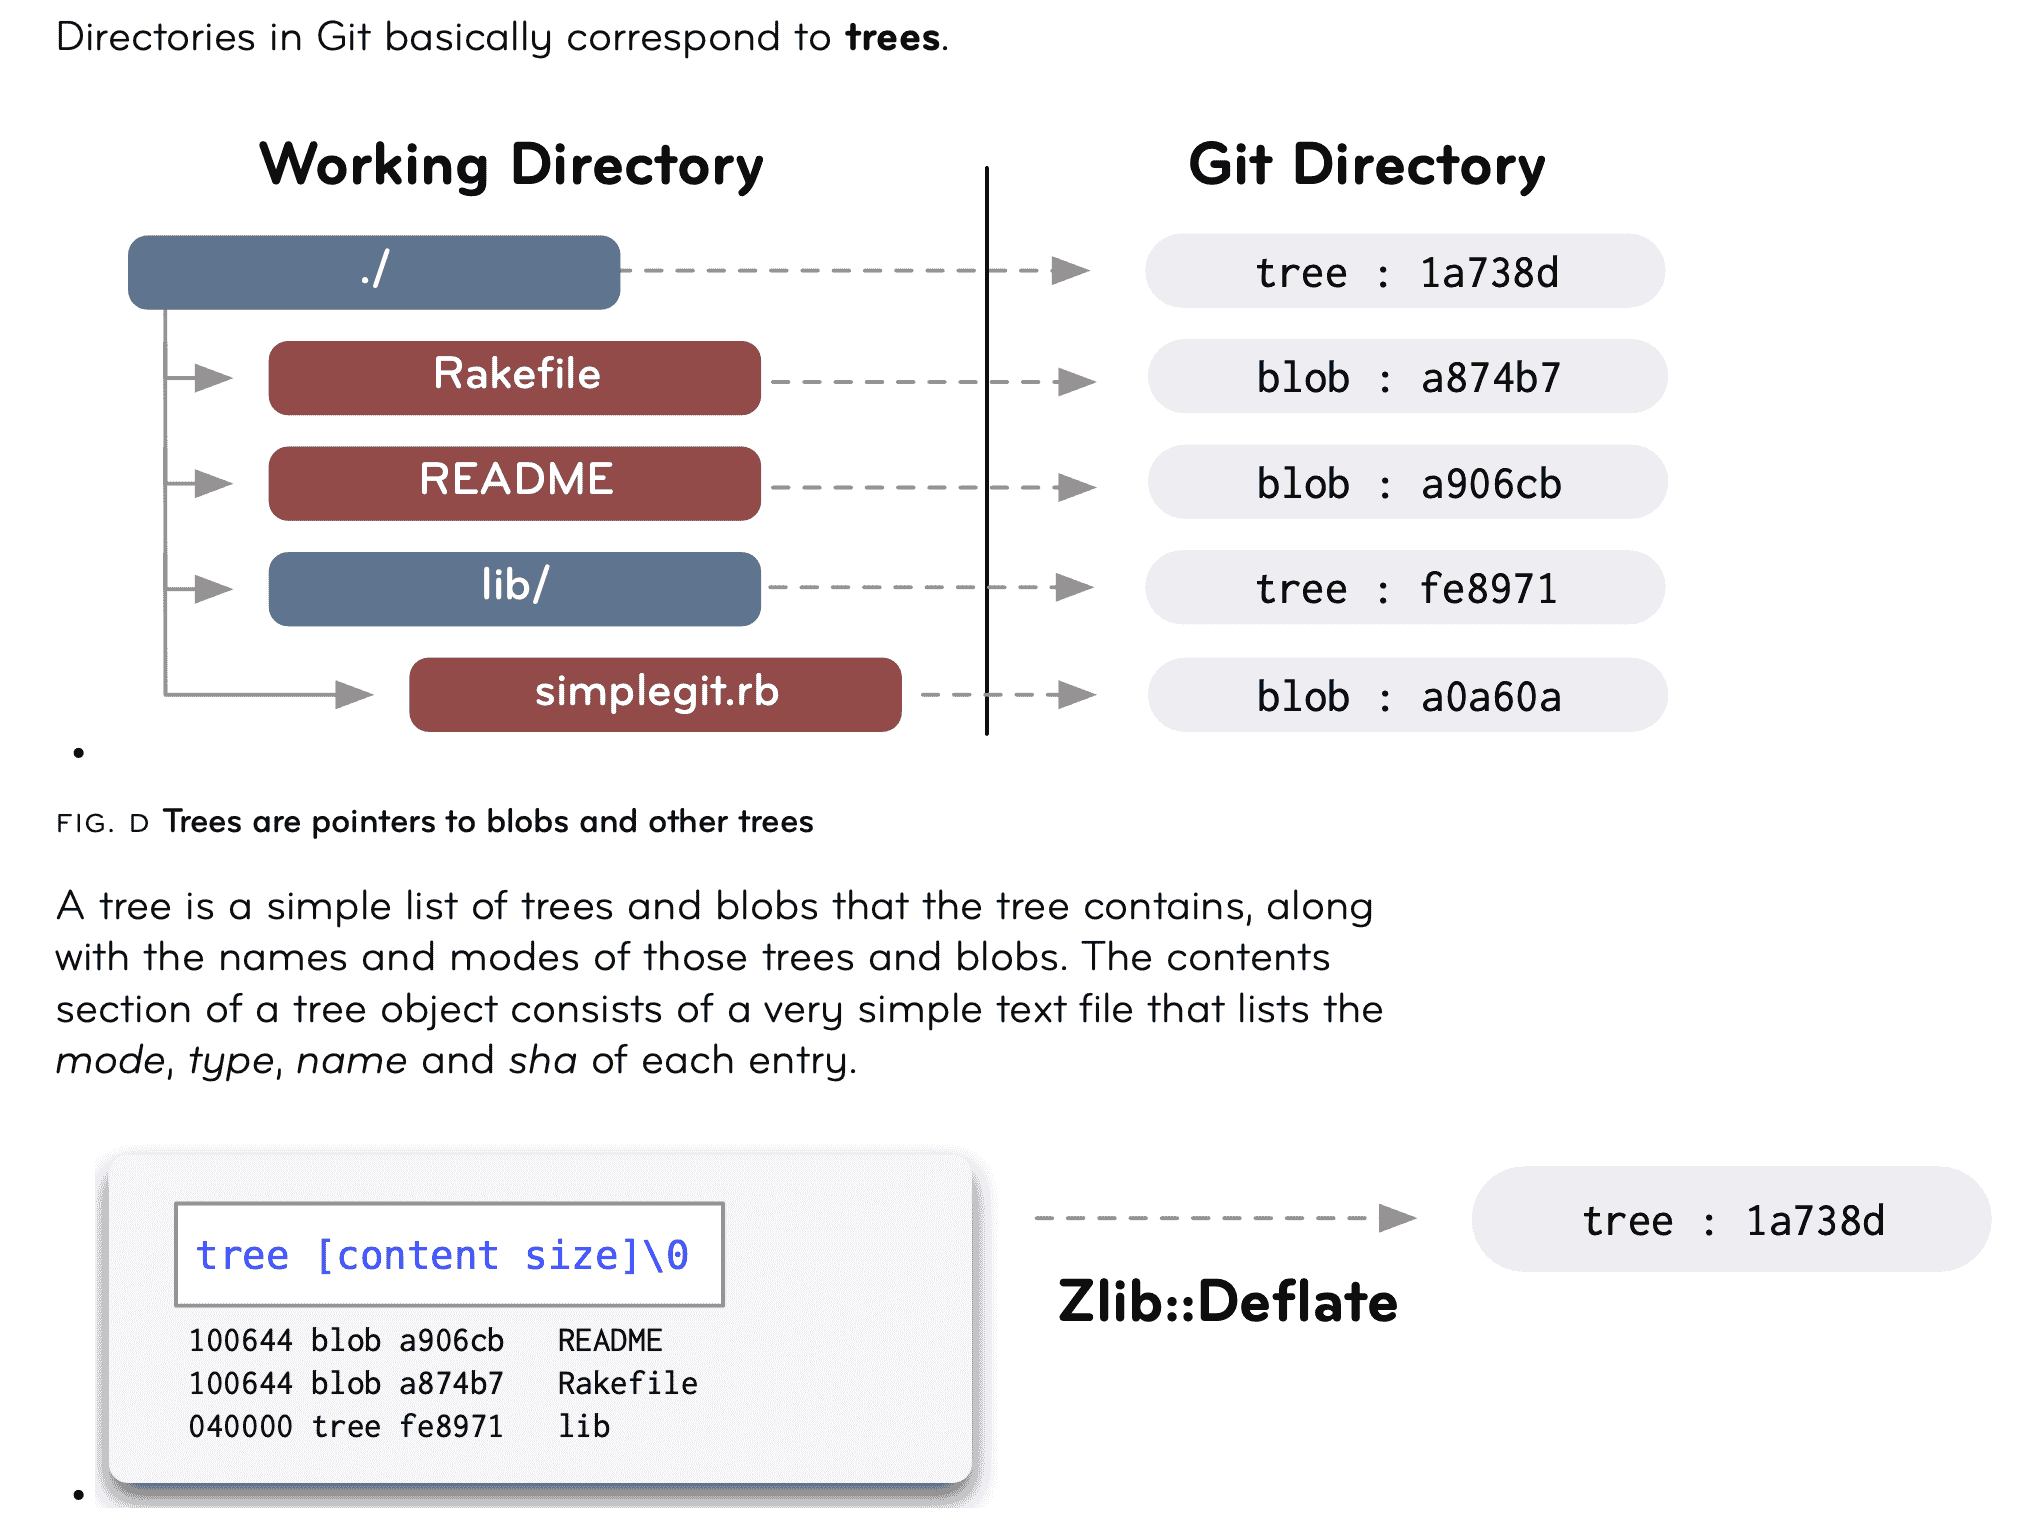 Directories in Git basically correspond to trees.
Working Directory
Git Directory
./
tree : 1a738d
Rakefile
blob : a874b7
README
blob : a906cb
lib/
tree : fe8971
simplegit.rb
blob : a0a60a
FIG. D Trees are pointers to blobs and other trees
A tree is a simple list of trees and blobs that the tree contains, along
with the names and modes of those trees and blobs. The contents
section of a tree object consists of a very simple text file that lists the
mode, type, name and sha of each entry.
tree [content size]\0
100644 blob a906cb README
100644 blob a874b7 Rakefile
040000 tree fe8971 lib
Zlib::Deflate
tree : 1a738d